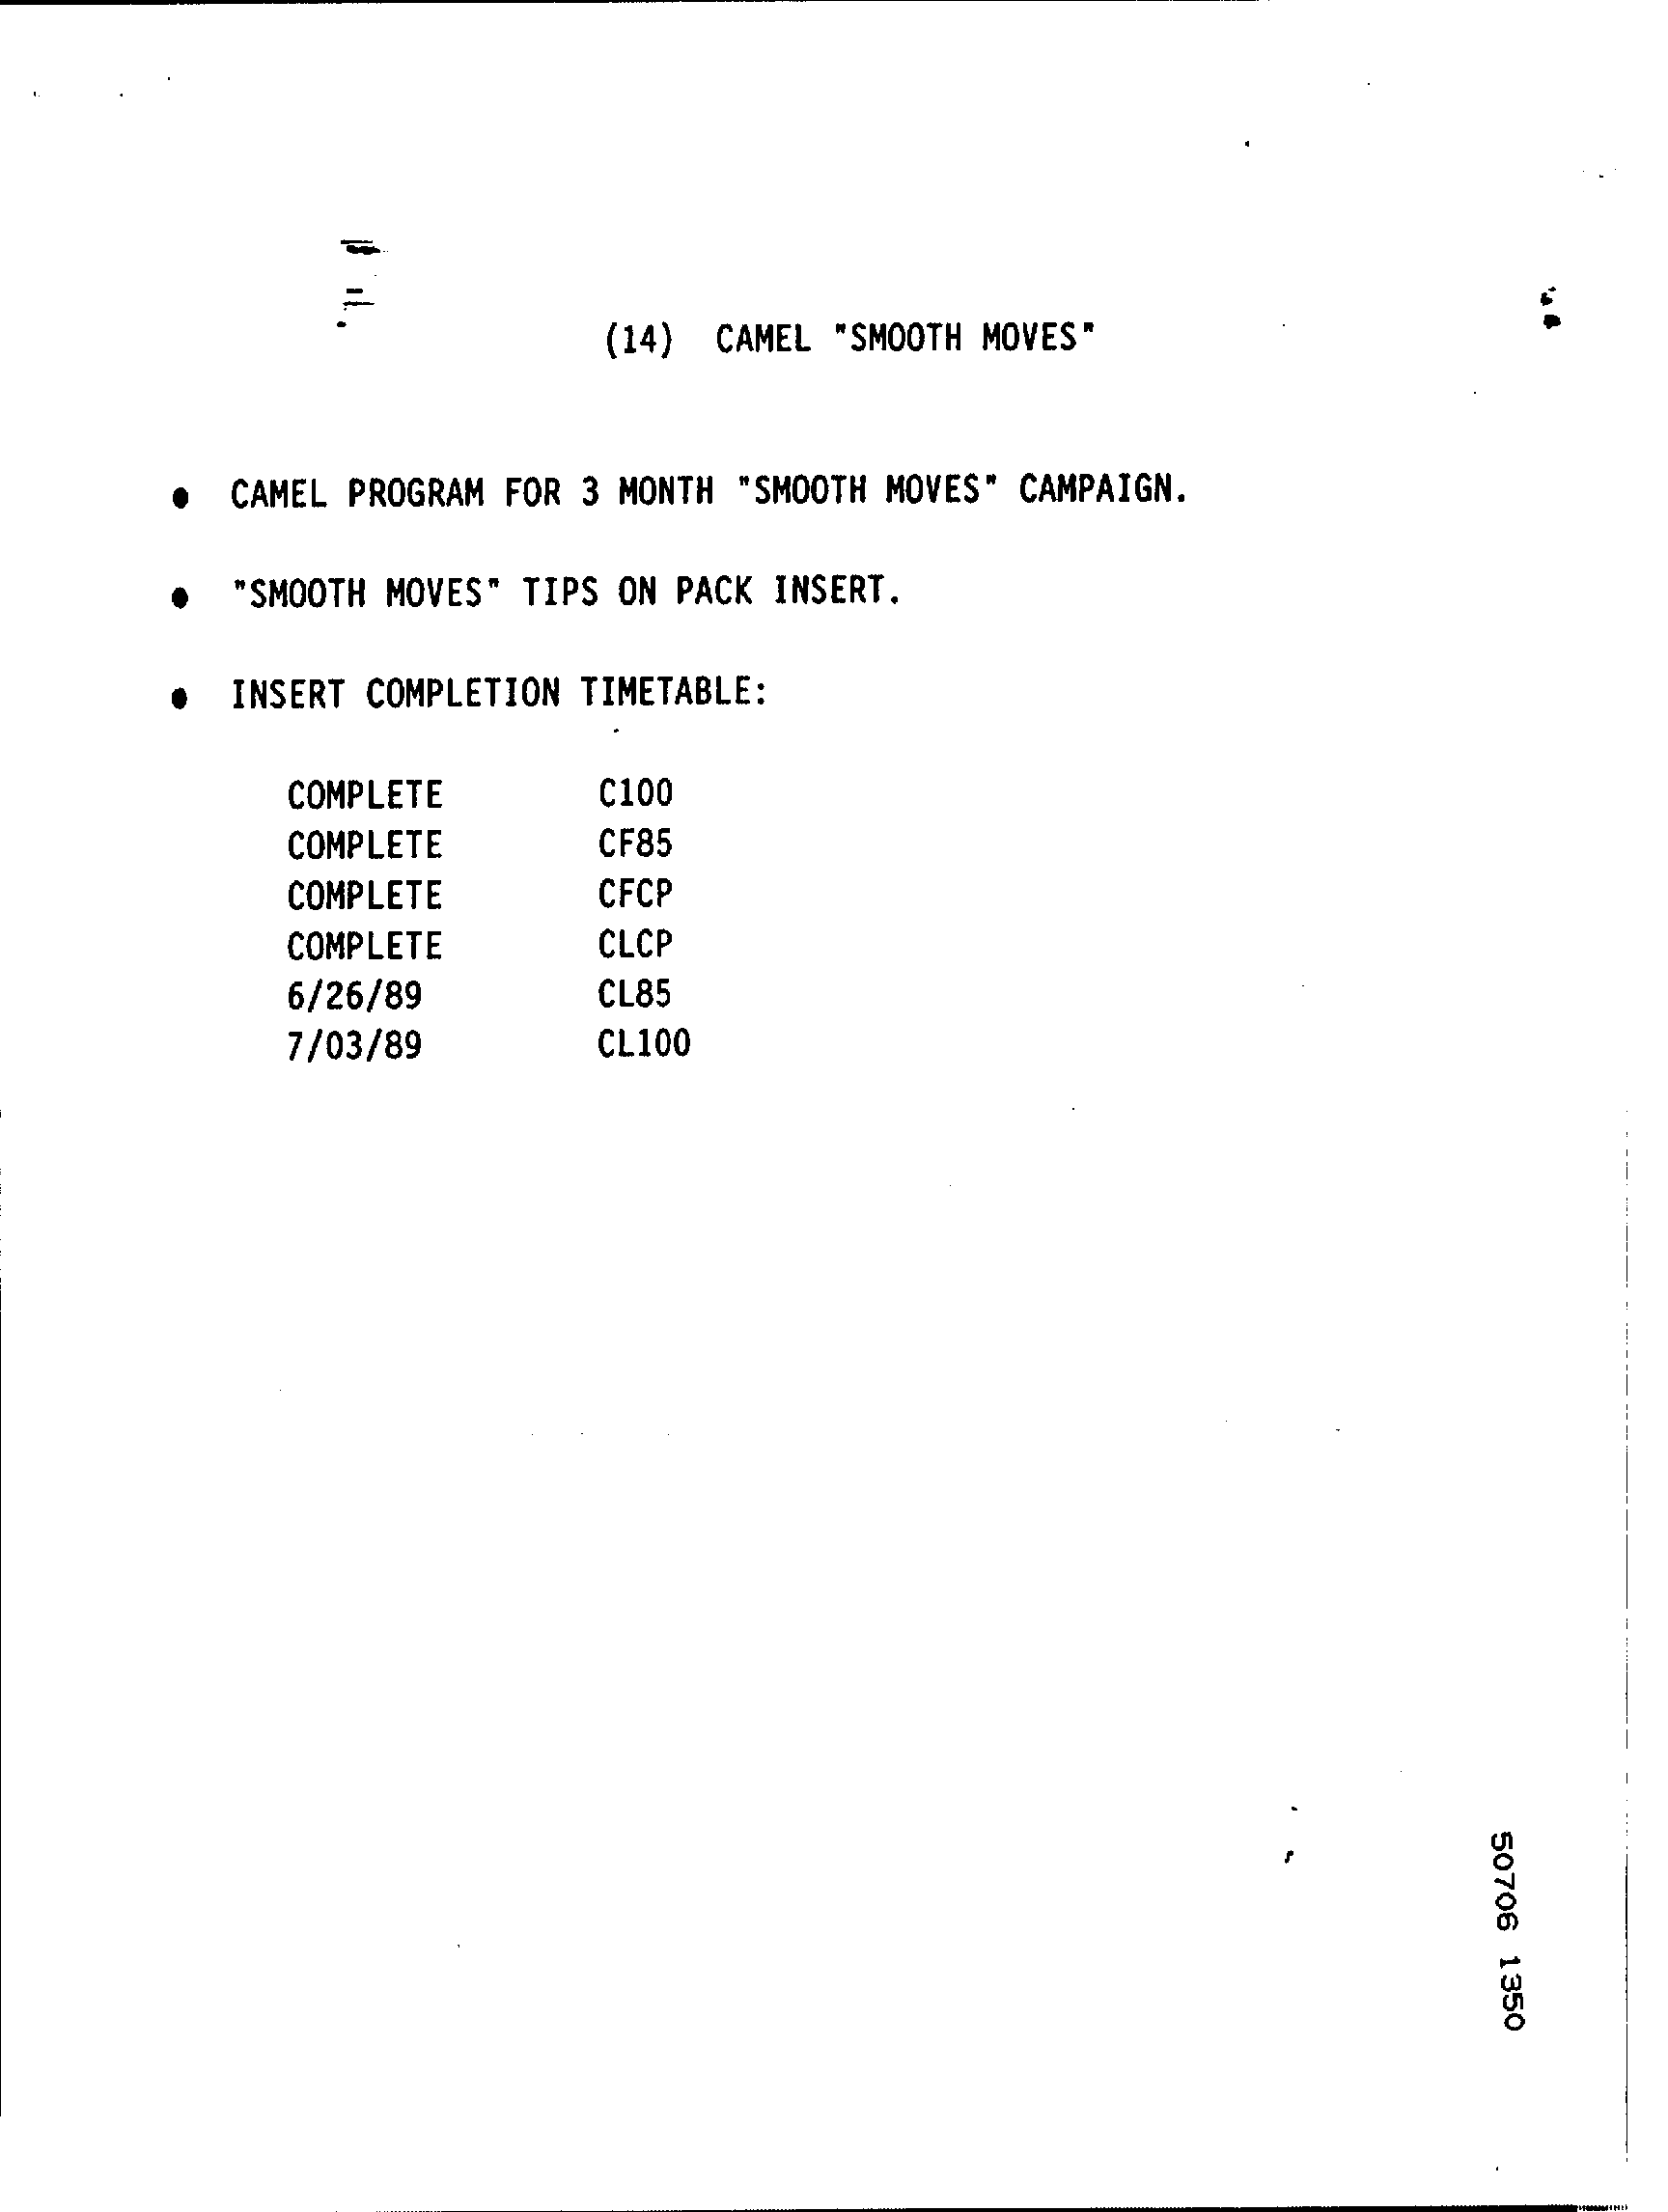 (14) CAMEL "SMOOTH MOVES"
● CAMEL PROGRAM FOR 3 MONTH "SMOOTH MOVES" CAMPAIGN.
● "SMOOTH MOVES" TIPS ON PACK INSERT.
● INSERT COMPLETION TIMETABLE:
COMPLETE C100
COMPLETE CF85
COMPLETE CFCP
COMPLETE CLCP
6/26/89 CL85
7/03/89 CL100
50706 1350